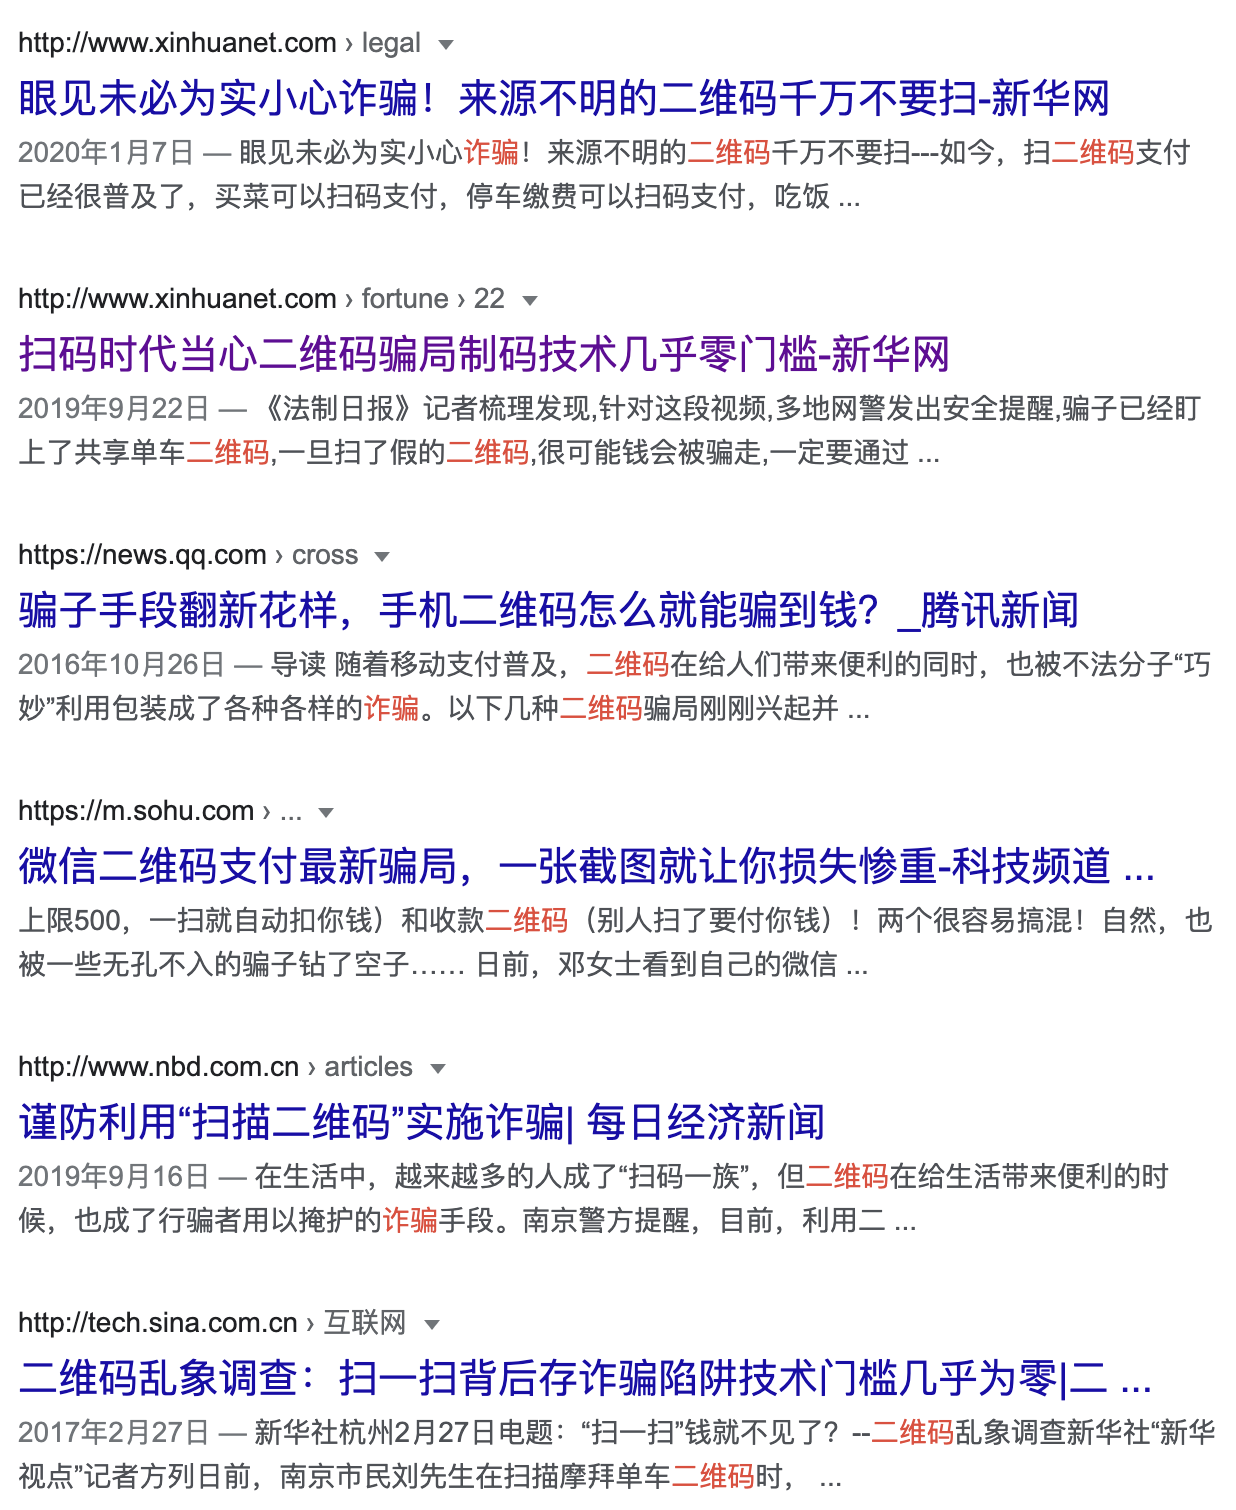 http://www.xinhuanet.com › legal
眼见未必为实小心诈骗！来源不明的二维码千万不要扫-新华网
2020年1月7日 — 眼见未必为实小心诈骗！来源不明的二维码千万不要扫---如今，扫二维码支付
已经很普及了，买菜可以扫码支付，停车缴费可以扫码支付，吃饭 ...
http://www.xinhuanet.com › fortune › 22
扫码时代当心二维码骗局制码技术几乎零门槛-新华网
2019年9月22日 — 《法制日报》记者梳理发现,针对这段视频,多地网警发出安全提醒,骗子已经盯
上了共享单车二维码,一旦扫了假的二维码,很可能钱会被骗走,一定要通过 ...
https://news.qq.com › cross
骗子手段翻新花样，手机二维码怎么就能骗到钱？_腾讯新闻
2016年10月26日 — 导读 随着移动支付普及，二维码在给人们带来便利的同时，也被不法分子“巧
妙”利用包装成了各种各样的诈骗。以下几种二维码骗局刚刚兴起并 ...
https://m.sohu.com › ...
微信二维码支付最新骗局，一张截图就让你损失惨重-科技频道 ...
上限500，一扫就自动扣你钱）和收款二维码（别人扫了要付你钱）！两个很容易搞混！自然，也
被一些无孔不入的骗子钻了空子…… 日前，邓女士看到自己的微信 ...
http://www.nbd.com.cn › articles
谨防利用“扫描二维码”实施诈骗| 每日经济新闻
2019年9月16日 — 在生活中，越来越多的人成了“扫码一族”，但二维码在给生活带来便利的时
候，也成了行骗者用以掩护的诈骗手段。南京警方提醒，目前，利用二 ...
http://tech.sina.com.cn › 互联网
二维码乱象调查：扫一扫背后存诈骗陷阱技术门槛几乎为零|二 ...
2017年2月27日 — 新华社杭州2月27日电题：“扫一扫”钱就不见了？--二维码乱象调查新华社“新华
视点”记者方列日前，南京市民刘先生在扫描摩拜单车二维码时， ...